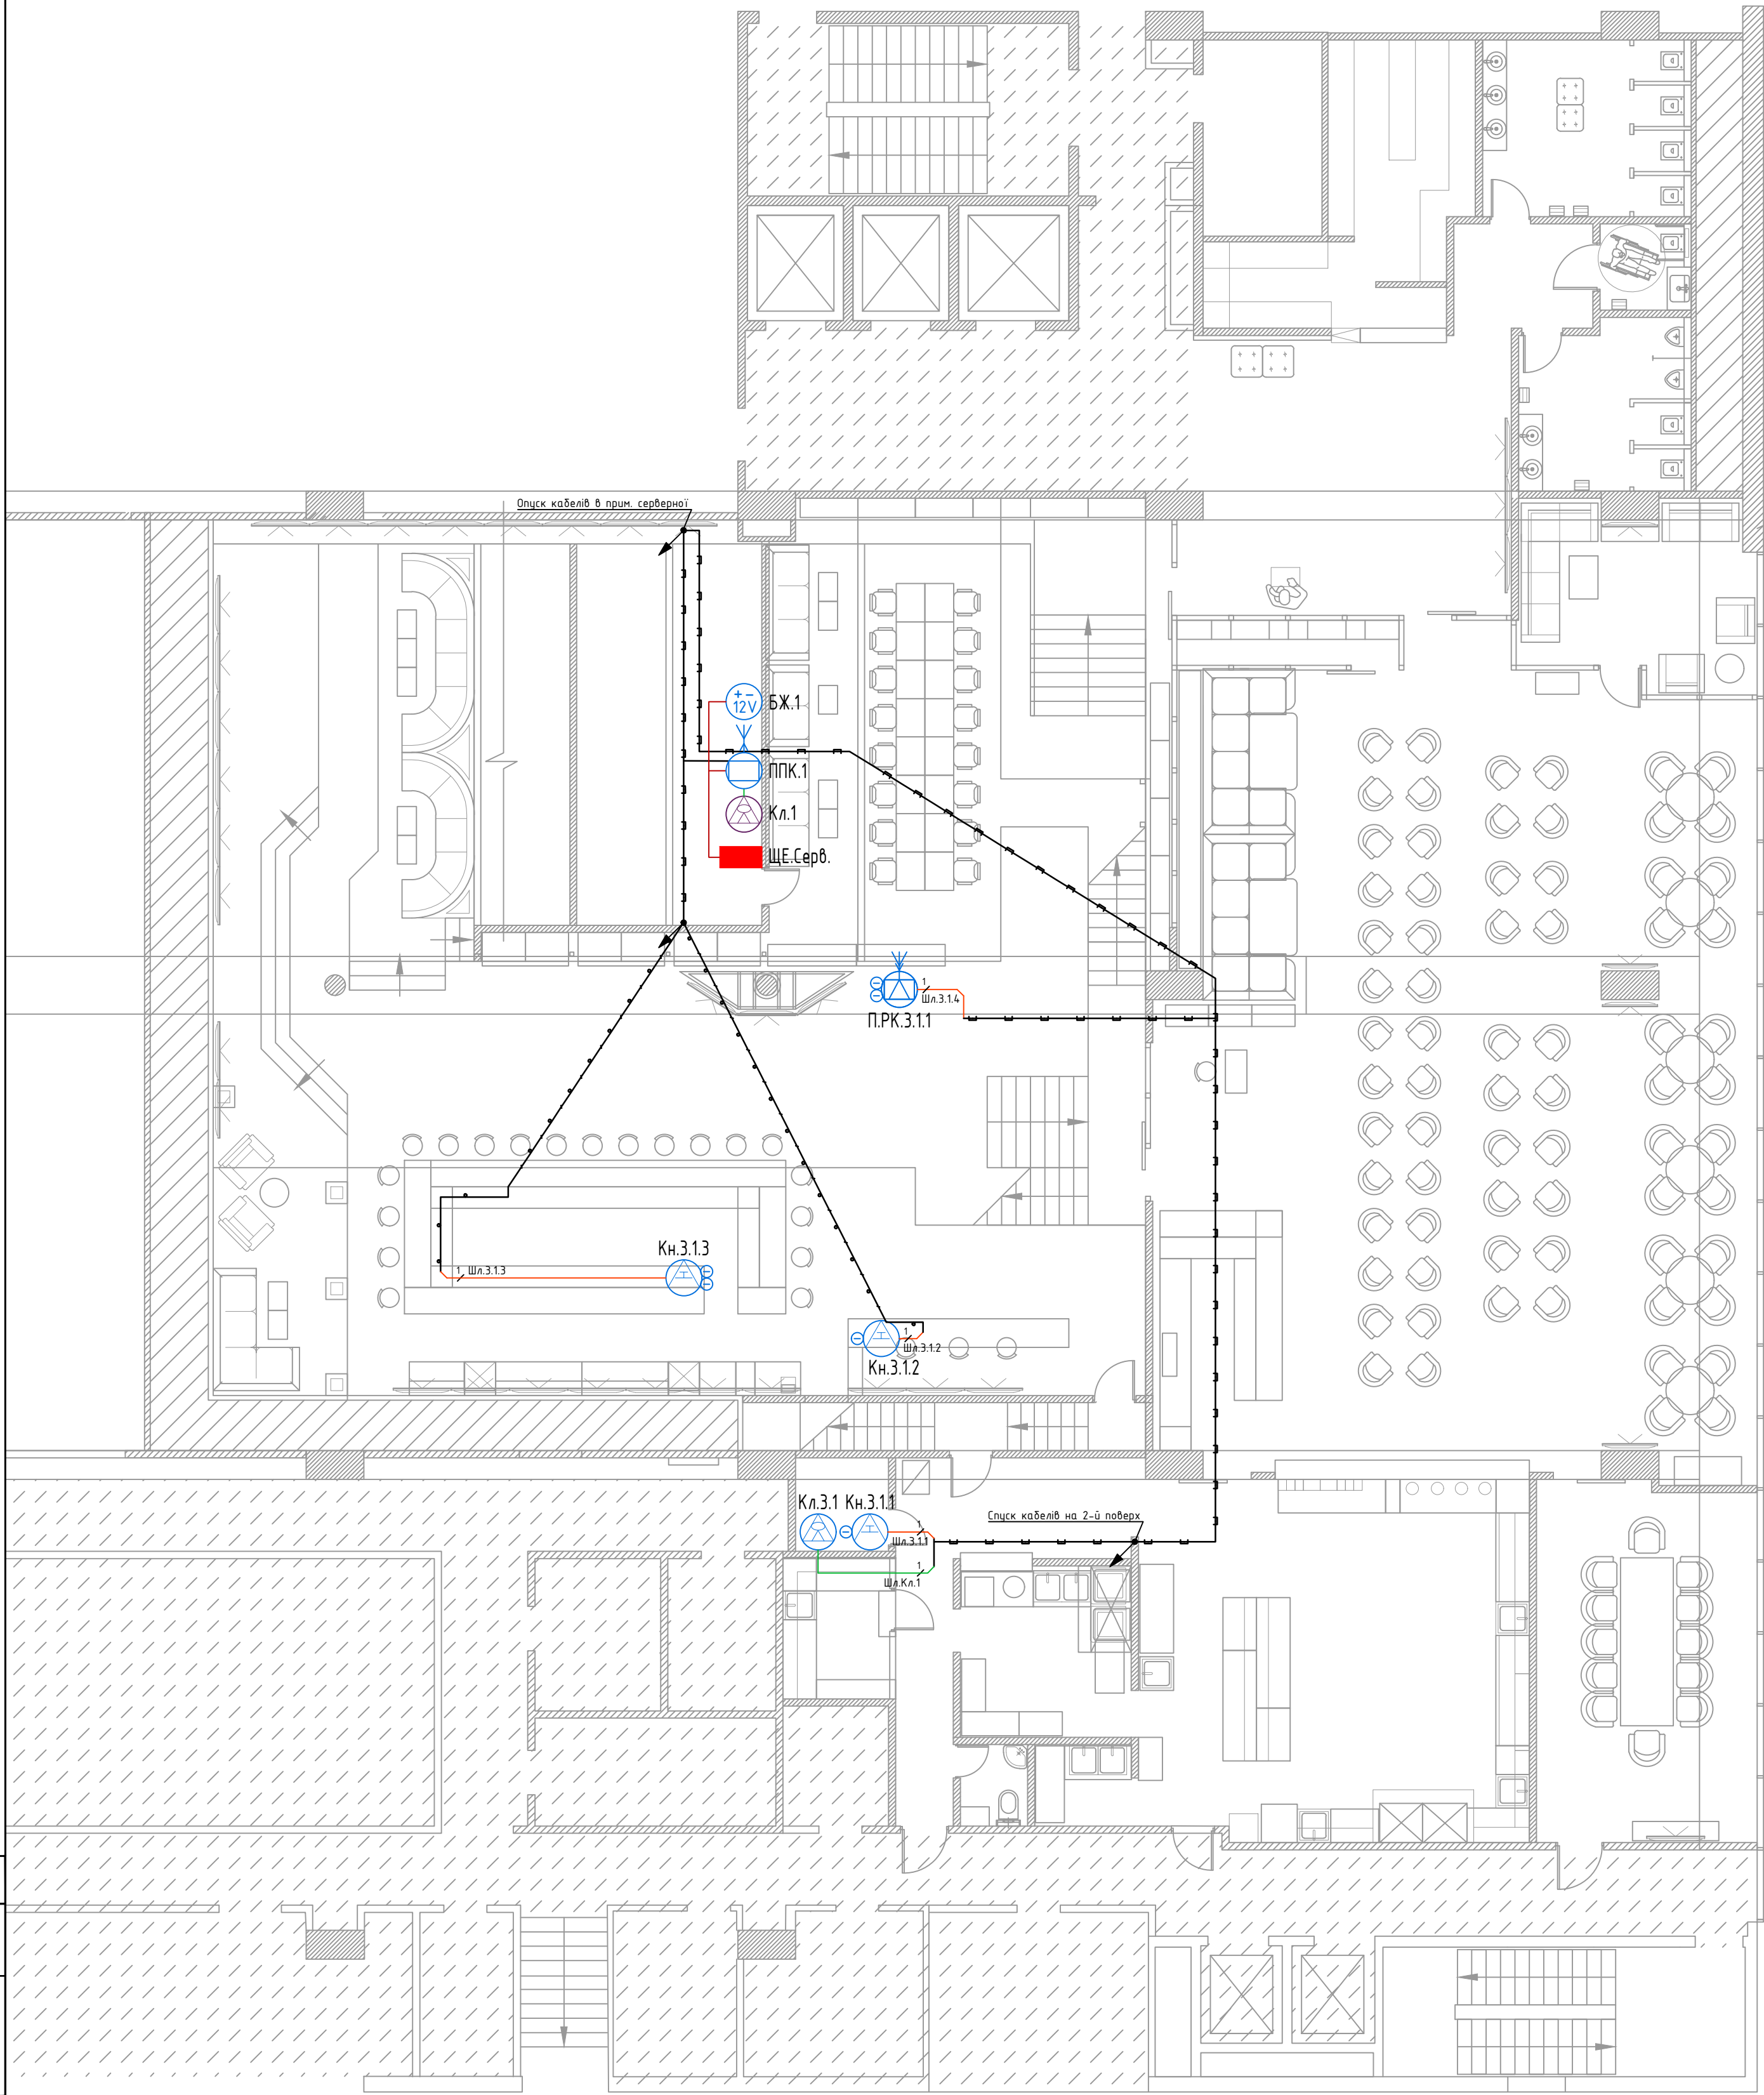 Опуск кабелів в прим. серверної
+ −
12V
БЖ.1
ППК.1
Кл.1
ЩЕ.Серв.
1
Шл.3.1.4
П.РК.3.1.1
Кн.3.1.3
1 Шл.3.1.3
1
Шл.3.1.2
Кн.3.1.2
Кл.3.1 Кн.3.1.1
Спуск кабелів на 2-й поверх
1
Шл.3.1.1
1
Шл.Кл.1